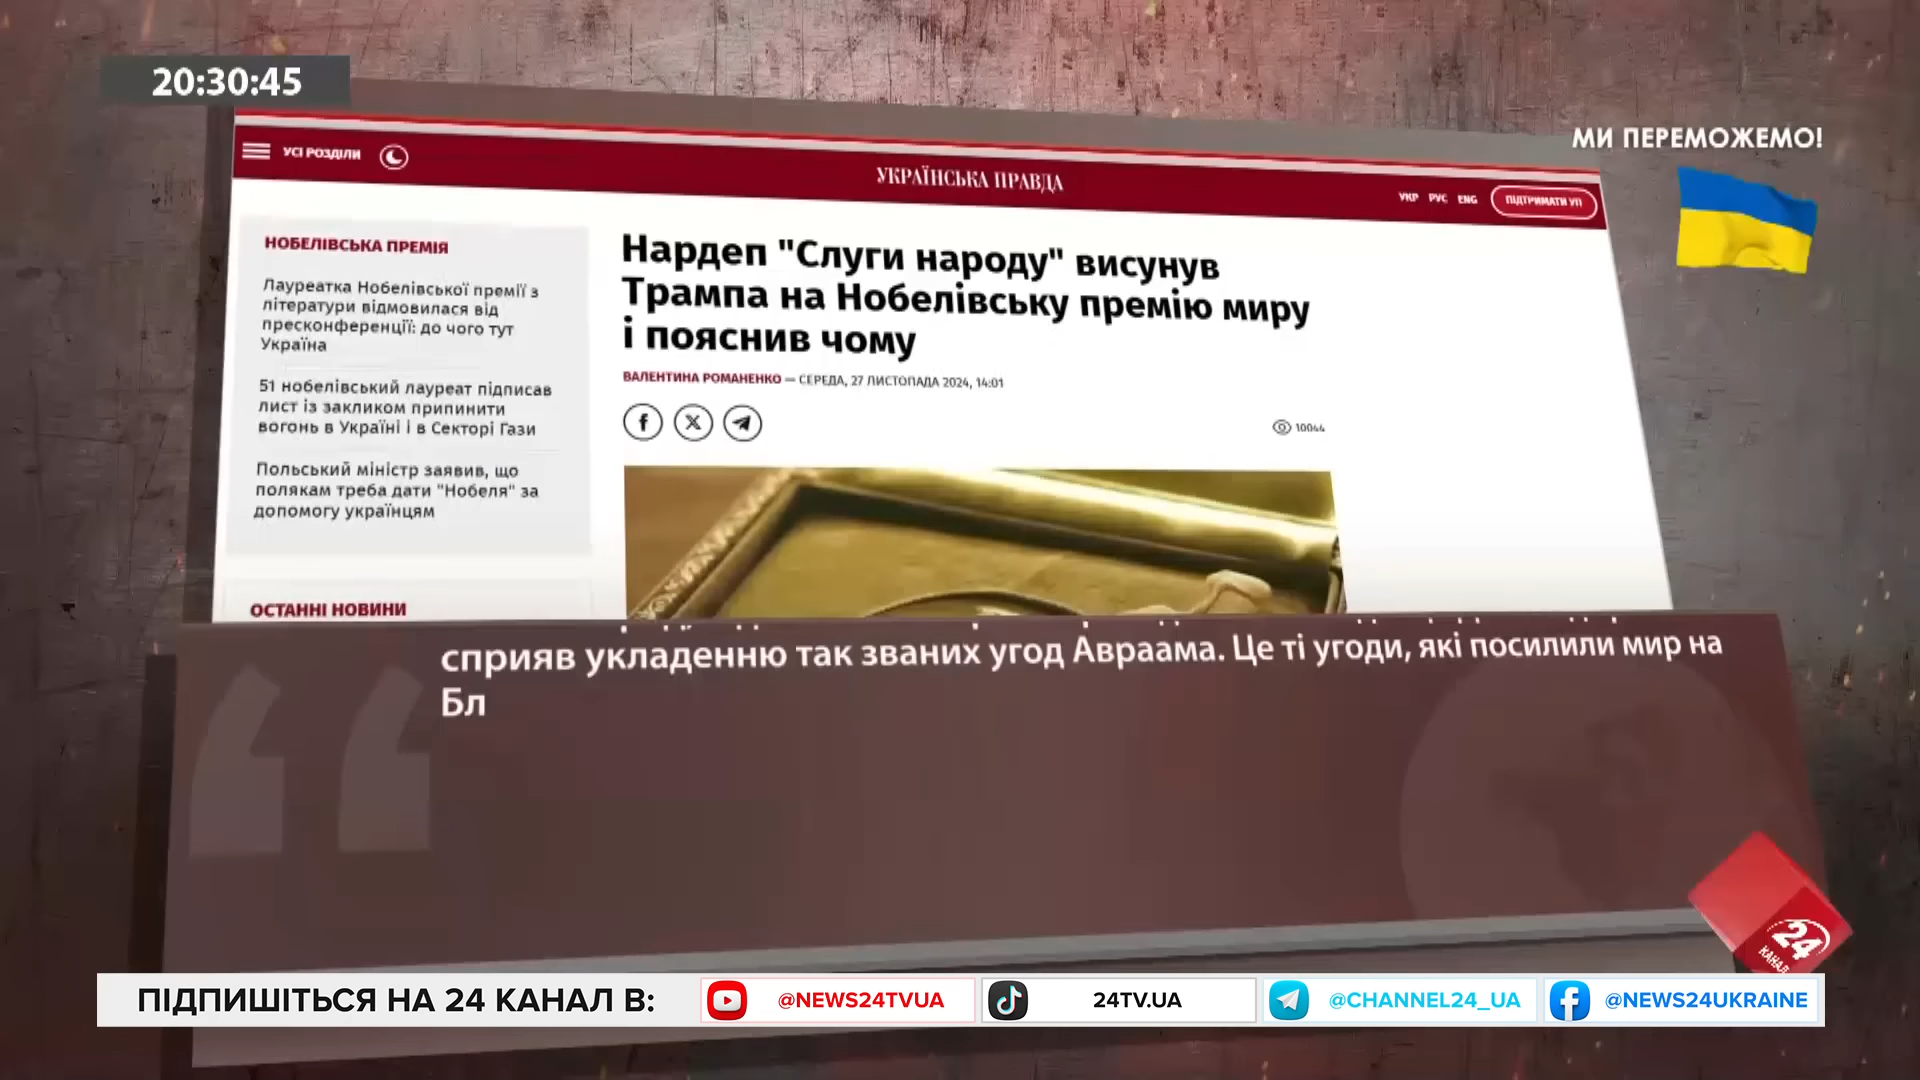 20:30:45
МИ ПЕРЕМОЖЕМО!
УСІ РОЗДІЛИ
УКРАЇНСЬКА ПРАВДА
УКР РУС ENG
ПІДТРИМАТИ УП
НОБЕЛІВСЬКА ПРЕМІЯ
Лауреатка Нобелівської премії з
літератури відмовилася від
пресконференції: до чого тут
Україна
51 нобелівський лауреат підписав
лист із закликом припинити
вогонь в Україні і в Секторі Гази
Польський міністр заявив, що
полякам треба дати "Нобеля" за
допомогу українцям
ОСТАННІ НОВИНИ
Нардеп "Слуги народу" висунув
Трампа на Нобелівську премію миру
і пояснив чому
ВАЛЕНТИНА РОМАНЕНКО — СЕРЕДА, 27 ЛИСТОПАДА 2024, 14:01
10044
сприяв укладенню так званих угод Авраама. Це ті угоди, які посилили мир на
Бл
24
КАНАЛ
ПІДПИШІТЬСЯ НА 24 КАНАЛ В:
@NEWS24TVUA
24TV.UA
@CHANNEL24_UA
@NEWS24UKRAINE